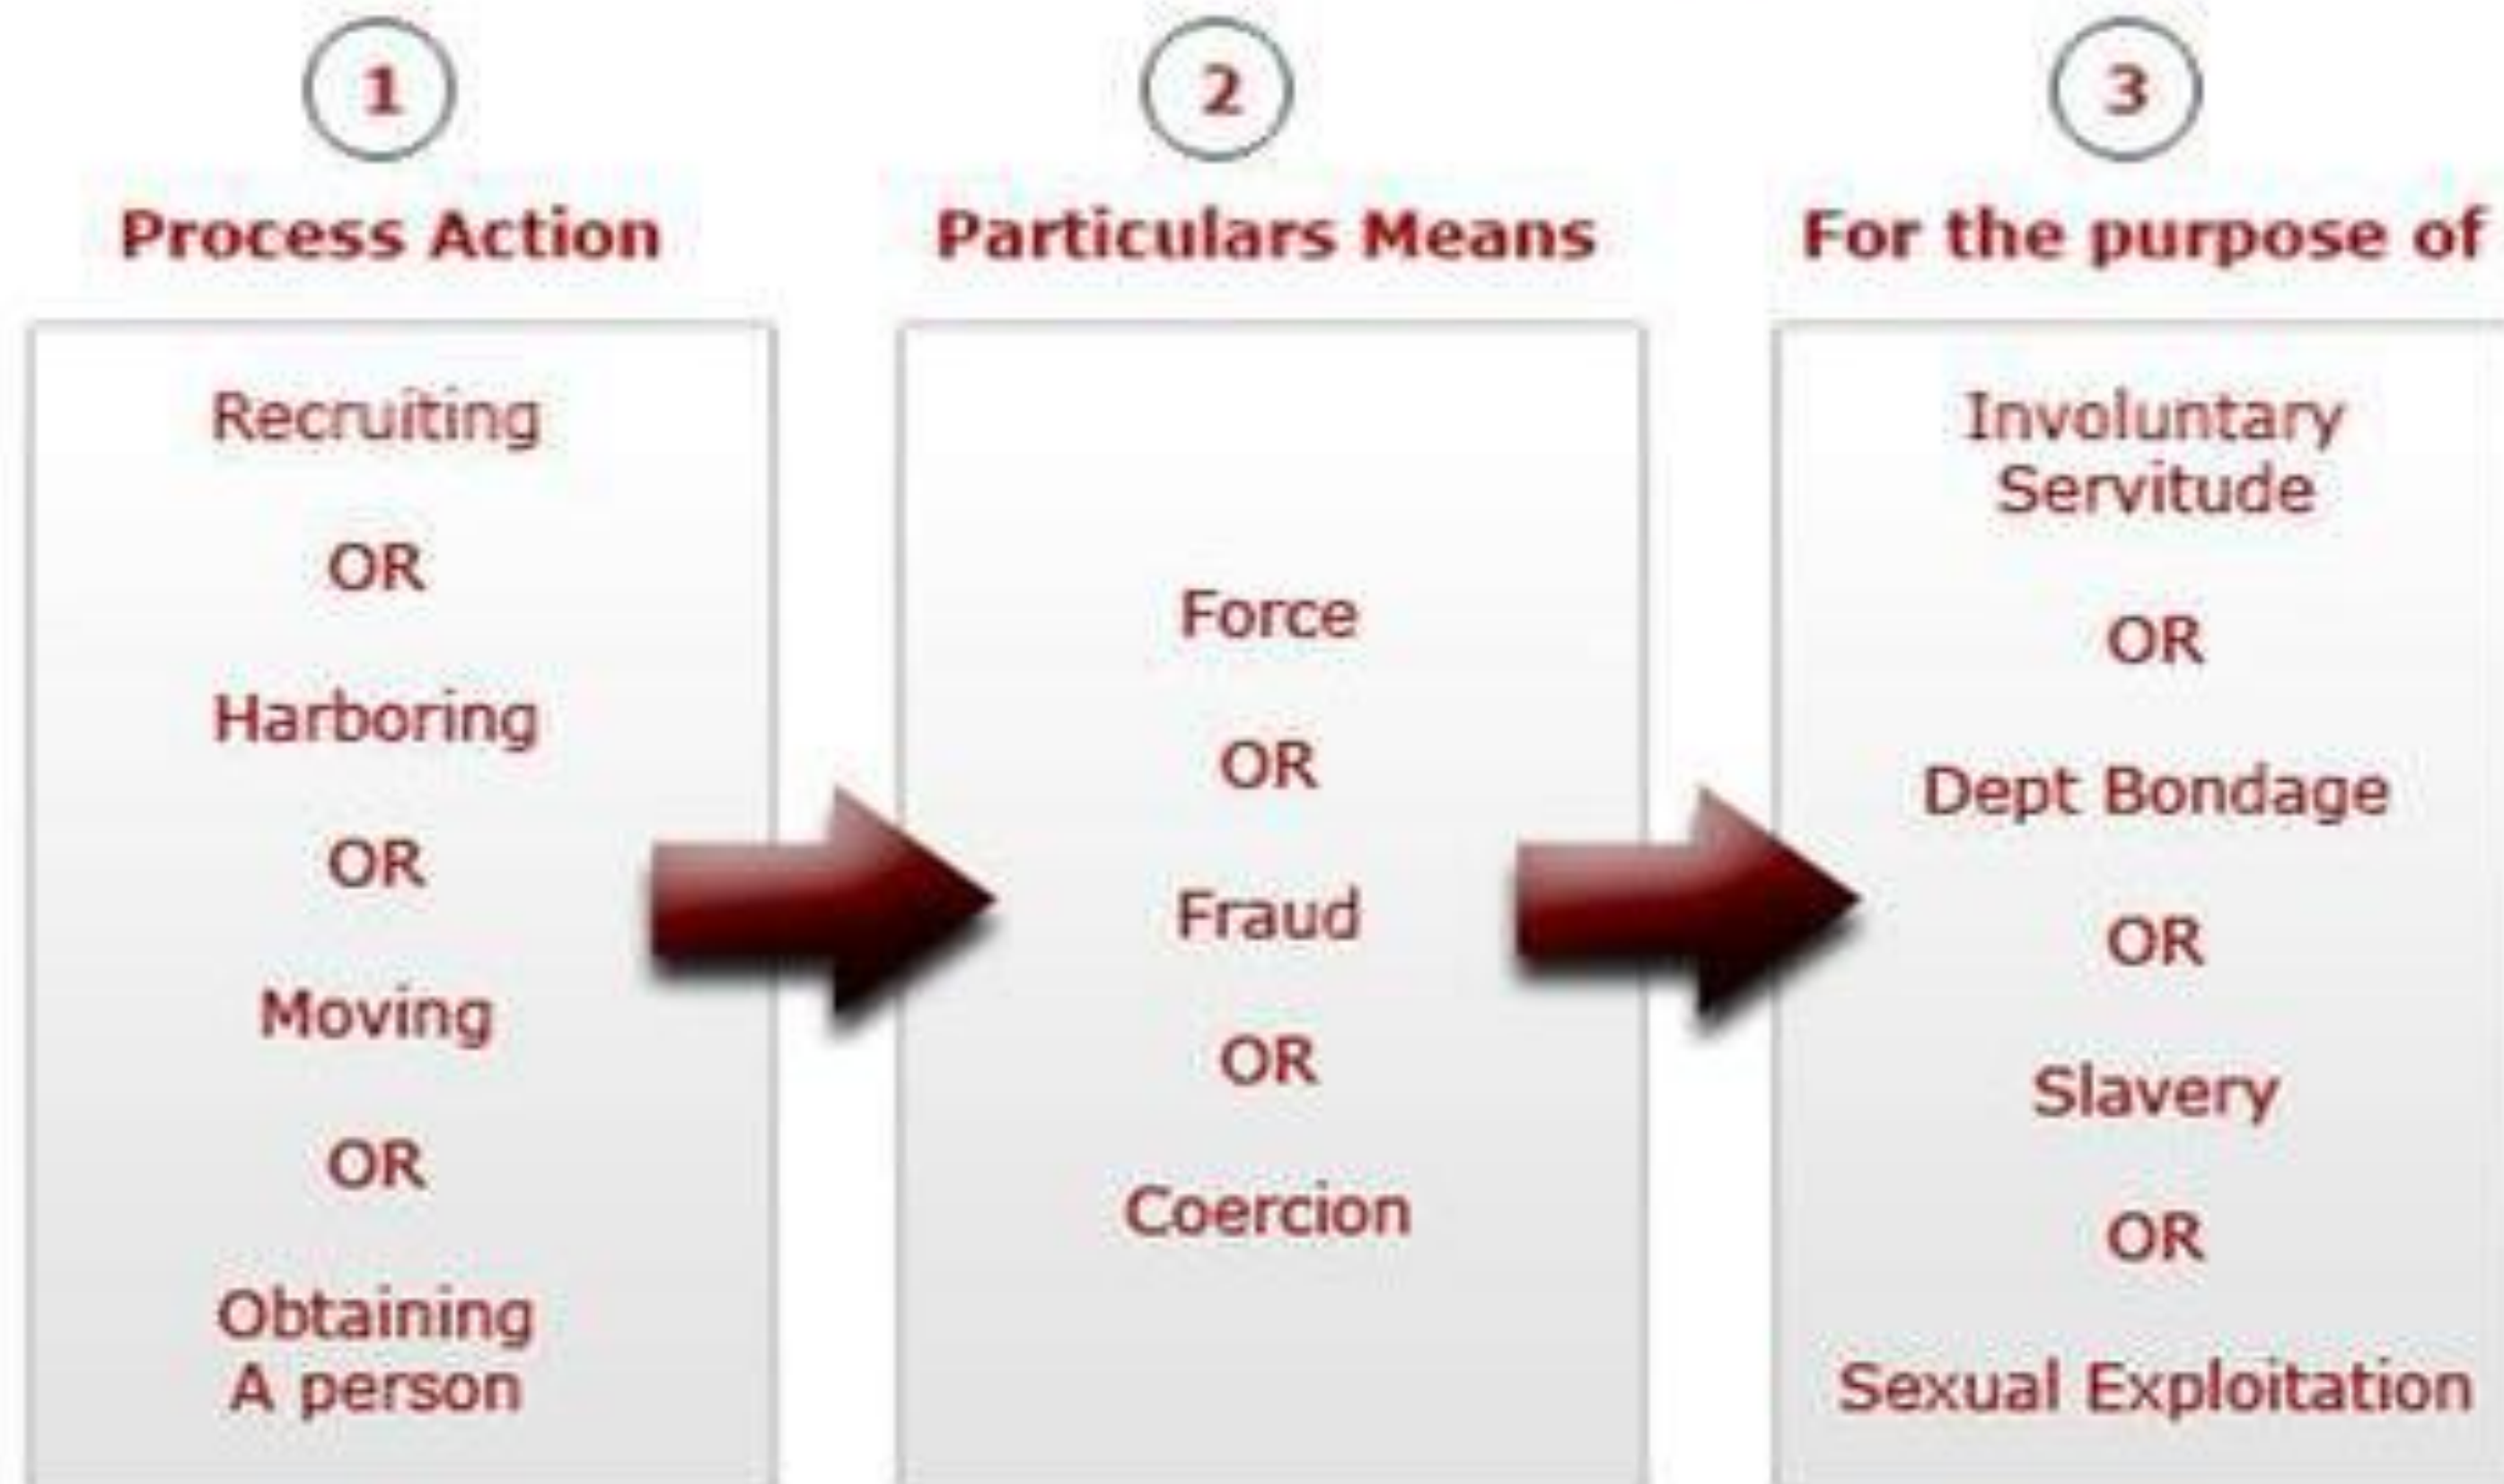 1
Process Action
Recruiting
OR
Harboring
OR
Moving
OR
Obtaining
A person
2
Particulars Means
Force
OR
Fraud
OR
Coercion
3
For the purpose of
Involuntary
Servitude
OR
Dept Bondage
OR
Slavery
OR
Sexual Exploitation